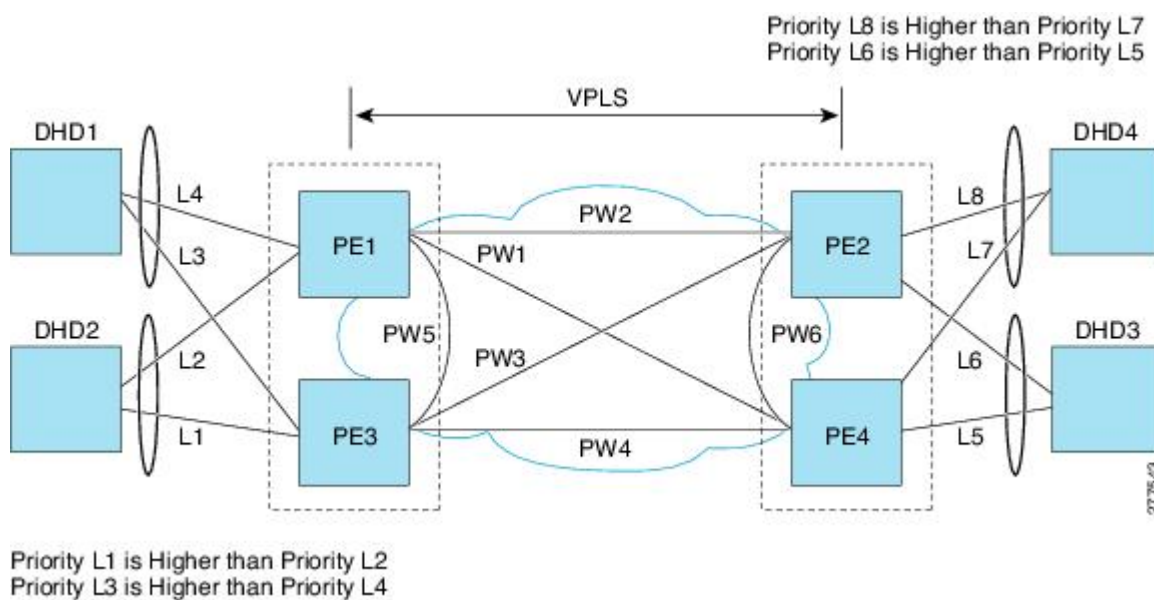 Priority L8 is Higher than Priority L7
Priority L6 is Higher than Priority L5
VPLS
DHD1
DHD4
L4
L8
PW2
L3
PE1
PW1
PE2
L7
DHD2
DHD3
PW5
PW6
L2
PW3
L6
L1
PE3
PW4
PE4
L5
277543
Priority L1 is Higher than Priority L2
Priority L3 is Higher than Priority L4